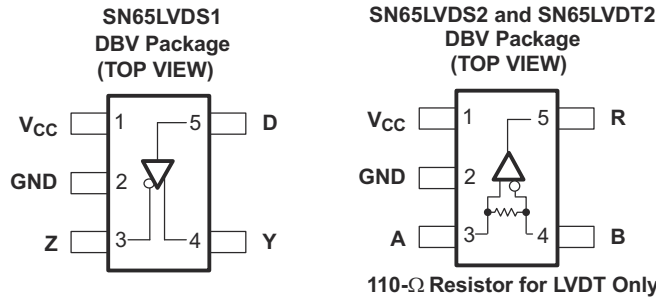 SN65LVDS1
DBV Package
(TOP VIEW)
VCC 1 5 D
GND 2
Z 3 4 Y
SN65LVDS2 and SN65LVDT2
DBV Package
(TOP VIEW)
VCC 1 5 R
GND 2
A 3 4 B
110-Ω Resistor for LVDT Only